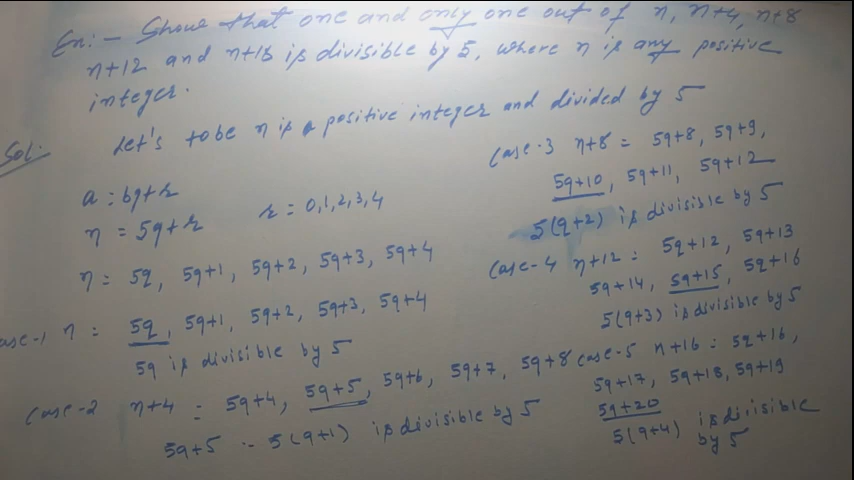 Ex:- Show that one and only one out of n, n+4, n+8
n+12 and n+18 is divisible by 5, where n is any positive
integer.
Sol:
Let's tobe n is a positive integer and divided by 5
a = bq+r
n = 5q+r r = 0,1,2,3,4
n = 5q, 5q+1, 5q+2, 5q+3, 5q+4
case-1 n = 5q, 5q+1, 5q+2, 5q+3, 5q+4
5q is divisible by 5
case-2 n+4 = 5q+4, 5q+5, 5q+6, 5q+7, 5q+8
5q+5 = 5(q+1) is divisible by 5
case-3 n+8 = 5q+8, 5q+9,
5q+10, 5q+11, 5q+12
5(q+2) is divisible by 5
case-4 n+12 = 5q+12, 5q+13
5q+14, 5q+15, 5q+16
5(q+3) is divisible by 5
case-5 n+16 = 5q+16,
5q+17, 5q+18, 5q+19
5q+20
5(q+4) is divisible
by 5